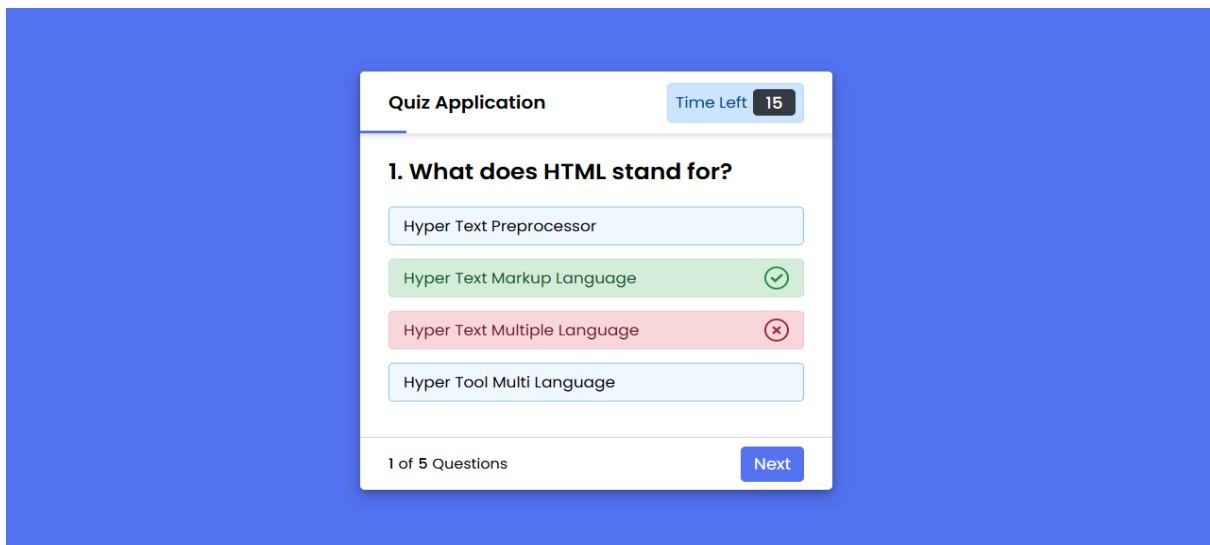 Quiz Application
Time Left 15
1. What does HTML stand for?
Hyper Text Preprocessor
Hyper Text Markup Language
Hyper Text Multiple Language
Hyper Tool Multi Language
1 of 5 Questions
Next